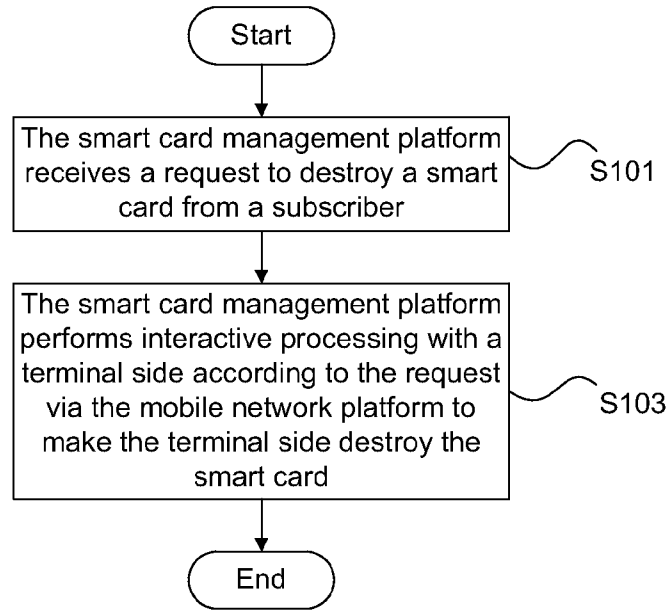 Start
The smart card management platform
receives a request to destroy a smart
card from a subscriber
S101
The smart card management platform
performs interactive processing with a
terminal side according to the request
via the mobile network platform to
make the terminal side destroy the
smart card
S103
End